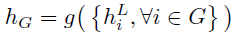 h_G = g({h_i^L, ∀i ∈ G})